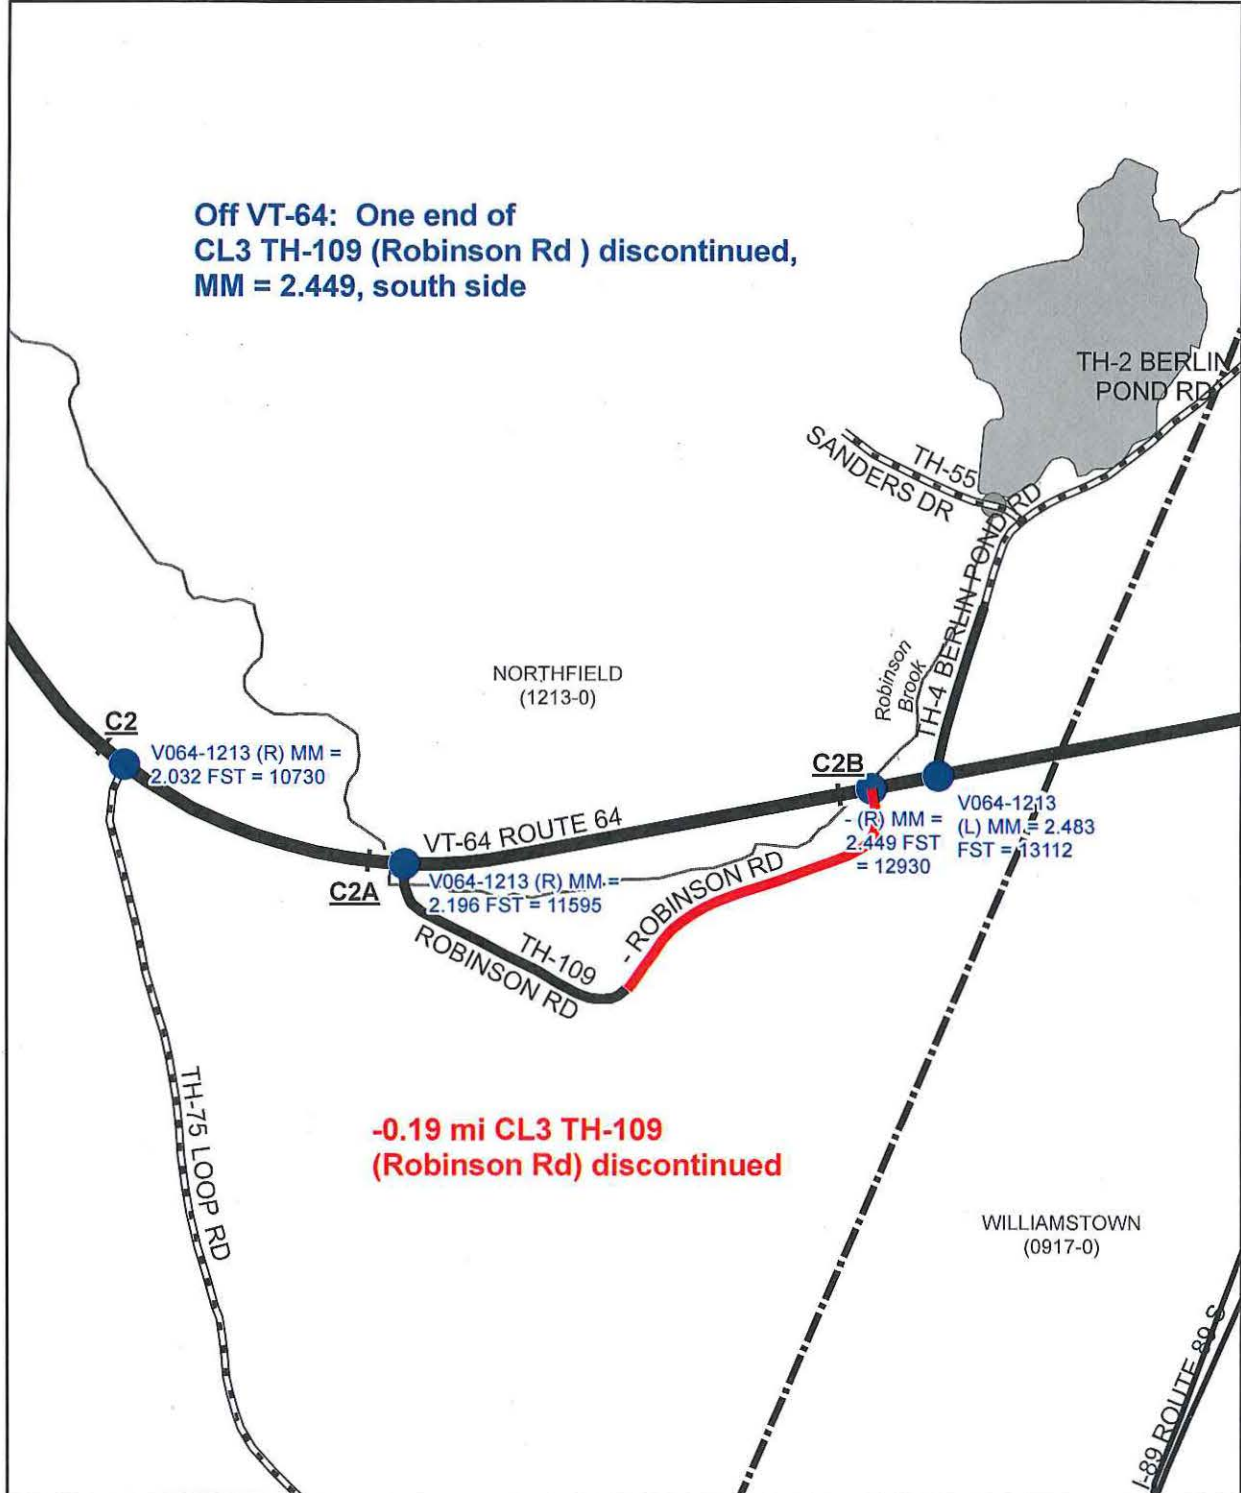 Off VT-64: One end of
CL3 TH-109 (Robinson Rd ) discontinued,
MM = 2.449, south side
TH-2 BERLIN
POND RD
TH-55
SANDERS DR
TH-4 BERLIN POND RD
Robinson
Brook
NORTHFIELD
(1213-0)
C2
V064-1213 (R) MM =
2.032 FST = 10730
C2B
VT-64 ROUTE 64
- (R) MM =
2.449 FST
= 12930
V064-1213
(L) MM = 2.483
FST = 13112
C2A
V064-1213 (R) MM =
2.196 FST = 11595
- ROBINSON RD
TH-109
ROBINSON RD
TH-75 LOOP RD
-0.19 mi CL3 TH-109
(Robinson Rd) discontinued
WILLIAMSTOWN
(0917-0)
I-89 ROUTE 89 S